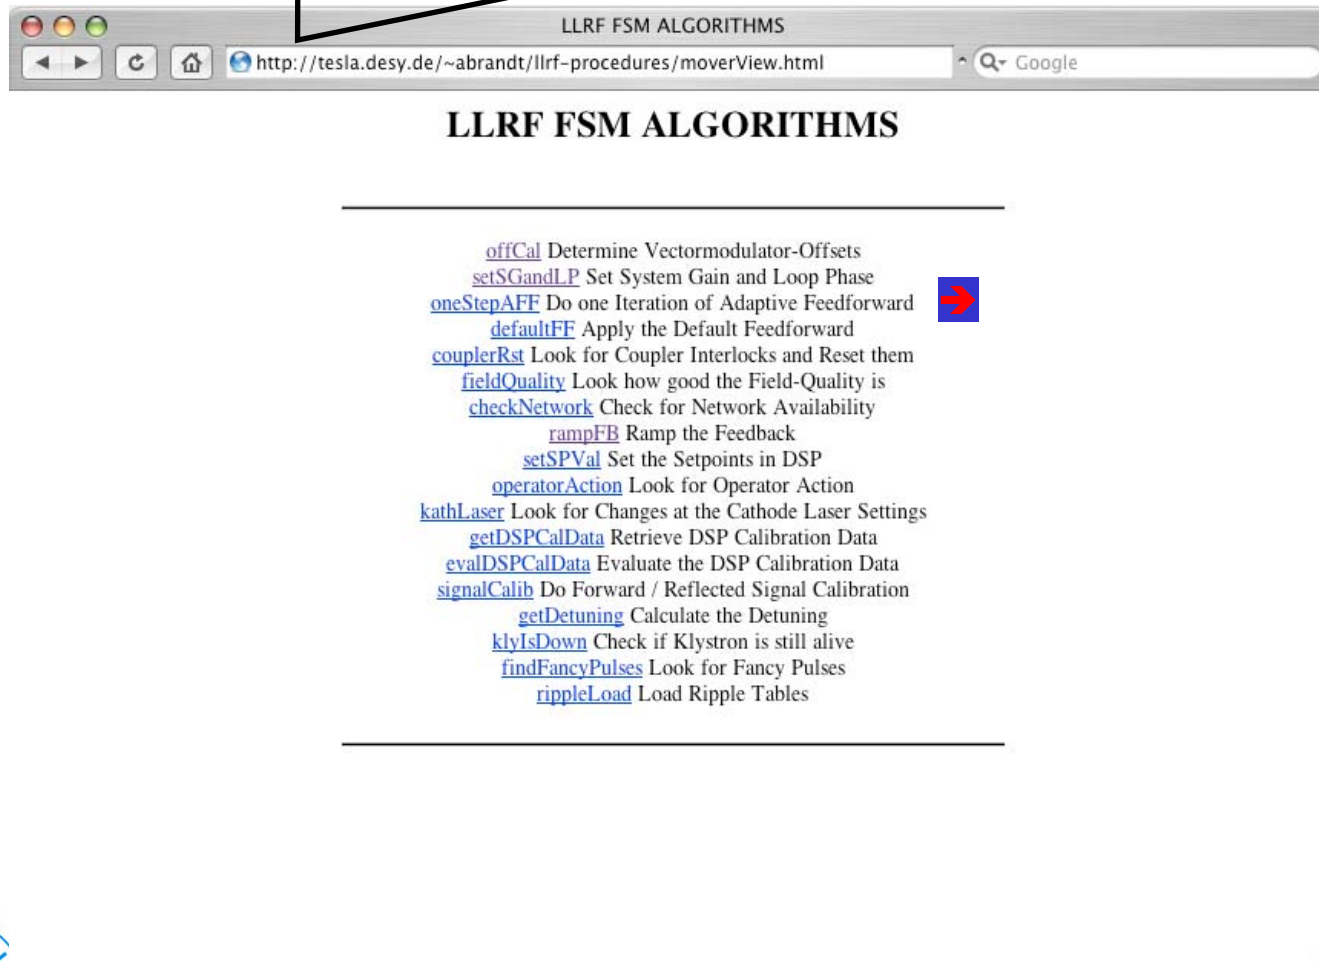 LLRF FSM ALGORITHMS
http://tesla.desy.de/~abrandt/llrf-procedures/moverView.html
Google
LLRF FSM ALGORITHMS
offCal Determine Vectormodulator-Offsets
setSGandLP Set System Gain and Loop Phase
oneStepAFF Do one Iteration of Adaptive Feedforward
defaultFF Apply the Default Feedforward
couplerRst Look for Coupler Interlocks and Reset them
fieldQuality Look how good the Field-Quality is
checkNetwork Check for Network Availability
rampFB Ramp the Feedback
setSPVal Set the Setpoints in DSP
operatorAction Look for Operator Action
kathLaser Look for Changes at the Cathode Laser Settings
getDSPCalData Retrieve DSP Calibration Data
evalDSPCalData Evaluate the DSP Calibration Data
signalCalib Do Forward / Reflected Signal Calibration
getDetuning Calculate the Detuning
klyIsDown Check if Klystron is still alive
findFancyPulses Look for Fancy Pulses
rippleLoad Load Ripple Tables